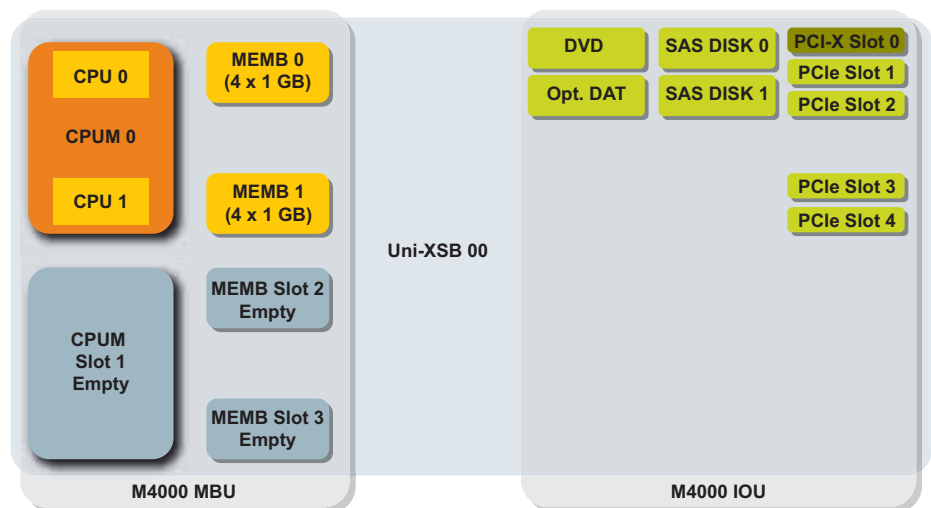 CPU 0
CPUM 0
CPU 1
MEMB 0
(4 x 1 GB)
MEMB 1
(4 x 1 GB)
CPUM
Slot 1
Empty
MEMB Slot 2
Empty
MEMB Slot 3
Empty
M4000 MBU
Uni-XSB 00
DVD
SAS DISK 0
PCI-X Slot 0
PCIe Slot 1
Opt. DAT
SAS DISK 1
PCIe Slot 2
PCIe Slot 3
PCIe Slot 4
M4000 IOU